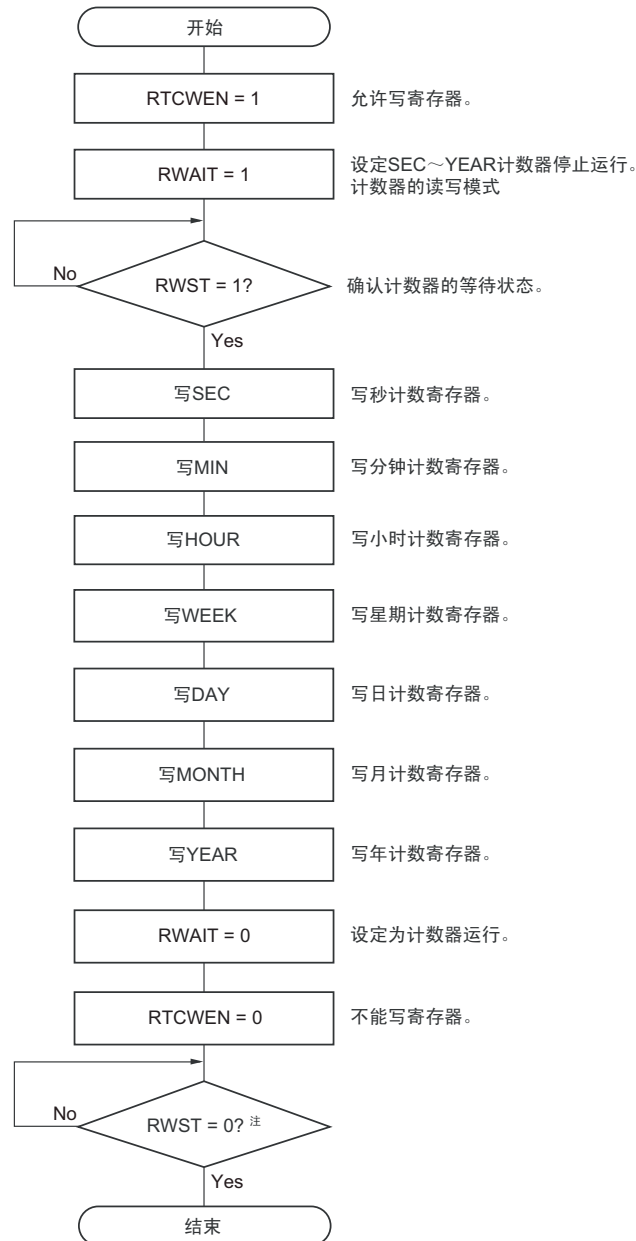 开始
RTCWEN = 1
允许写寄存器。
RWAIT = 1
设定SEC～YEAR计数器停止运行。
计数器的读写模式
No
RWST = 1?
确认计数器的等待状态。
Yes
写SEC
写秒计数寄存器。
写MIN
写分钟计数寄存器。
写HOUR
写小时计数寄存器。
写WEEK
写星期计数寄存器。
写DAY
写日计数寄存器。
写MONTH
写月计数寄存器。
写YEAR
写年计数寄存器。
RWAIT = 0
设定为计数器运行。
RTCWEN = 0
不能写寄存器。
No
RWST = 0? 注
Yes
结束